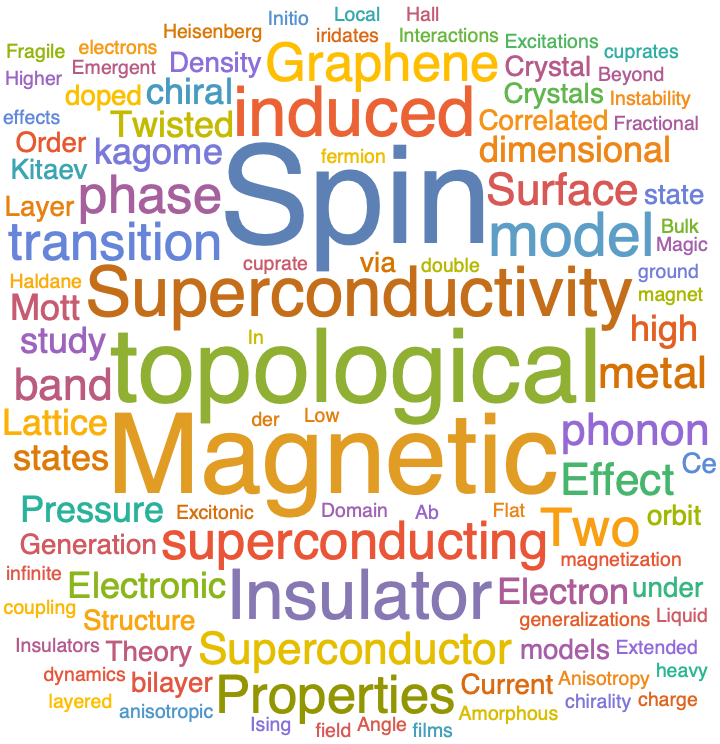 Initio Local Hall
Heisenberg iridates Interactions Excitations
Fragile electrons Density Graphene Crystal cuprates
Higher Emergent Beyond
doped chiral induced Crystals Instability
effects Twisted Correlated Fractional
Order kagome fermion dimensional
Kitaev phase Spin Surface state
Layer Bulk
transition model Magic
cuprate via double ground
Haldane Superconductivity magnet
Mott high
study In
band topological metal
Lattice der Low phonon
states Magnetic Effect Ce
Pressure Excitonic Domain Ab Flat Two orbit
Generation superconducting magnetization
infinite Electronic Insulator Electron under
coupling Structure generalizations Liquid
Insulators Theory Superconductor models Extended
dynamics bilayer Properties Current Anisotropy heavy
layered anisotropic chirality charge
Ising field Angle films Amorphous